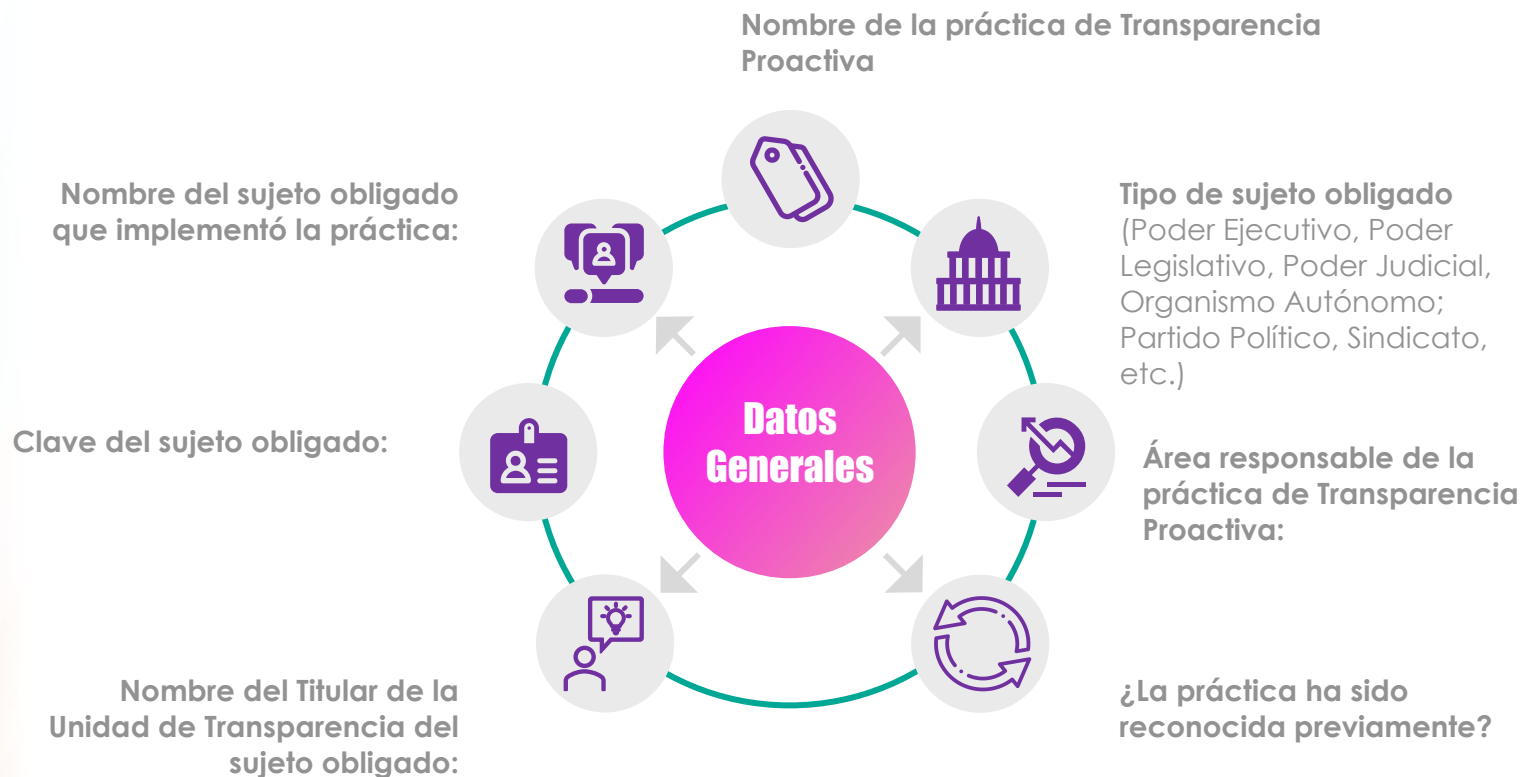 Nombre de la práctica de Transparencia
Proactiva
Nombre del sujeto obligado
que implementó la práctica:
Tipo de sujeto obligado
(Poder Ejecutivo, Poder
Legislativo, Poder Judicial,
Organismo Autónomo;
Partido Político, Sindicato,
etc.)
Datos
Generales
Clave del sujeto obligado:
Área responsable de la
práctica de Transparencia
Proactiva:
Nombre del Titular de la
Unidad de Transparencia del
sujeto obligado:
¿La práctica ha sido
reconocida previamente?